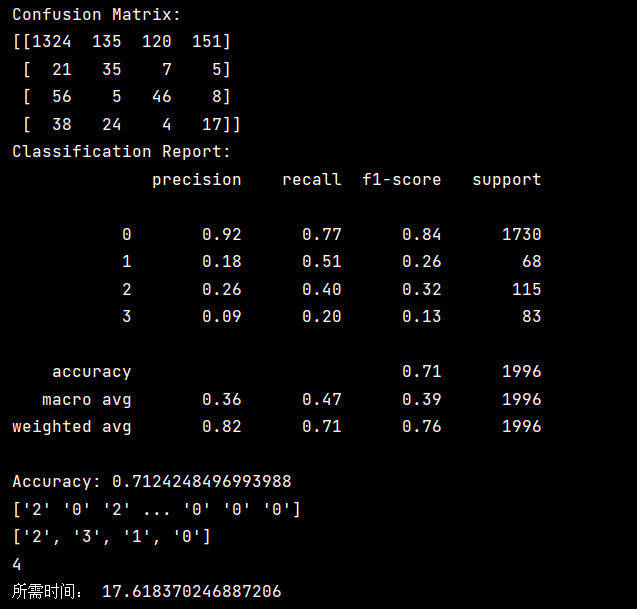 Confusion Matrix:
[[1324  135  120  151]
 [  21   35    7    5]
 [  56    5   46    8]
 [  38   24    4   17]]
Classification Report:
              precision    recall  f1-score   support

           0       0.92      0.77      0.84      1730
           1       0.18      0.51      0.26        68
           2       0.26      0.40      0.32       115
           3       0.09      0.20      0.13        83

    accuracy                           0.71      1996
   macro avg       0.36      0.47      0.39      1996
weighted avg       0.82      0.71      0.76      1996

Accuracy: 0.7124248496993988
['2' '0' '2' ... '0' '0' '0']
['2', '3', '1', '0']
4
所需时间： 17.618370246887206